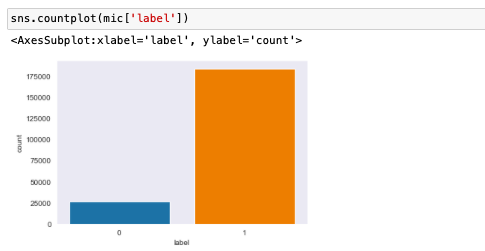 sns.countplot(mic['label'])
<AxesSubplot:xlabel='label', ylabel='count'>
175000
150000
125000
100000
75000
50000
25000
0
count
0 1
label